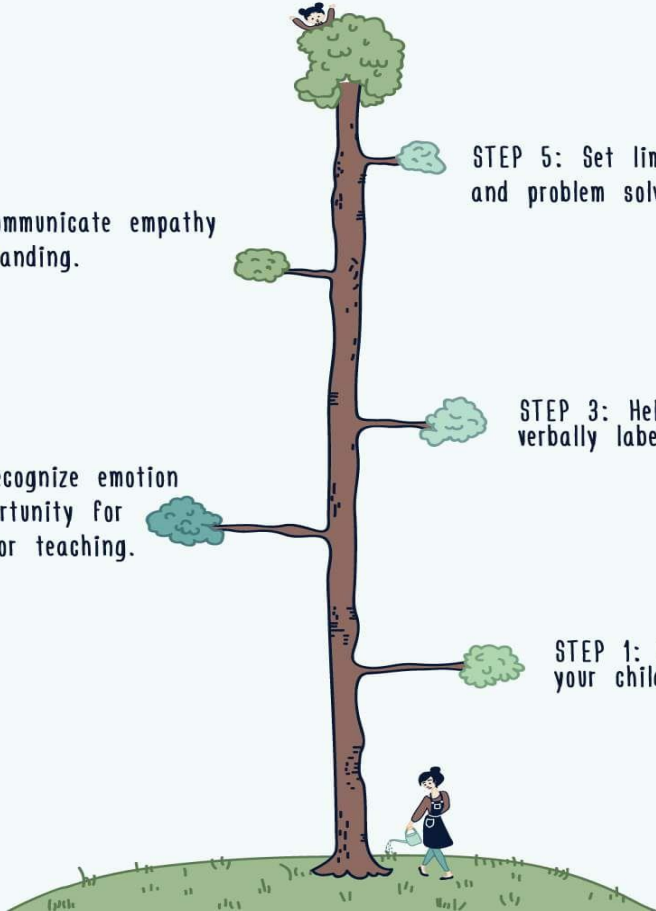 STEP 5: Set lim
and problem solv
mmunicate empathy
anding.
STEP 3: Hel
verbally labe
ecognize emotion
rtunity for
or teaching.
STEP 1:
your chil